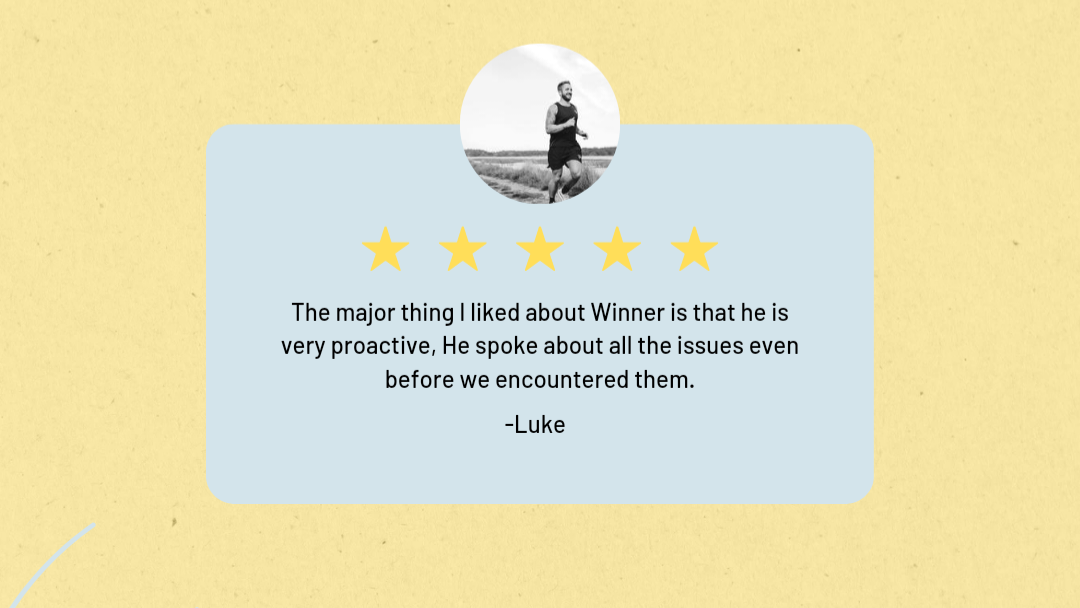 The major thing I liked about Winner is that he is
very proactive, He spoke about all the issues even
before we encountered them.
-Luke